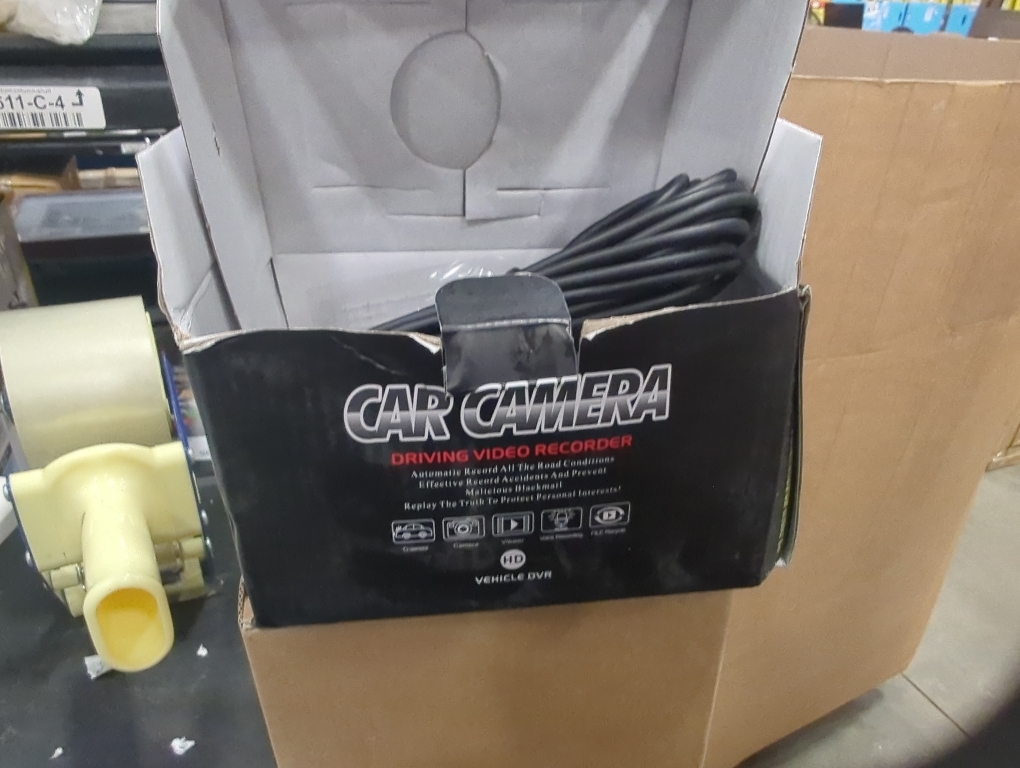 511-C-4
CAR CAMERA
DRIVING VIDEO RECORDER
Automatic Record All The Road Conditions
Effective Record Accidents And Prevent
Malicious Blackmail
Replay The Truth To Protect Personal Interests!
Camera
HD
VEHICLE DVR